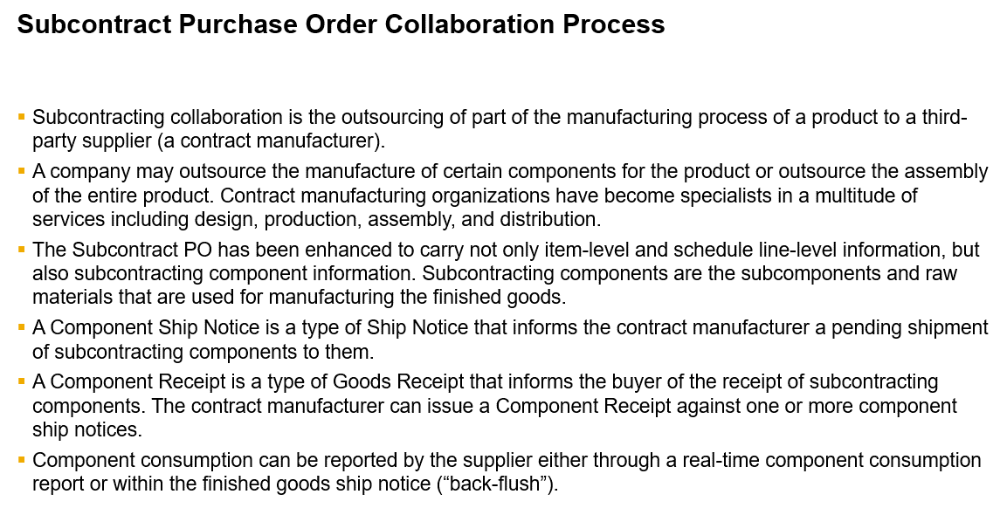 Subcontract Purchase Order Collaboration Process
▪ Subcontracting collaboration is the outsourcing of part of the manufacturing process of a product to a third-
party supplier (a contract manufacturer).
▪ A company may outsource the manufacture of certain components for the product or outsource the assembly
of the entire product. Contract manufacturing organizations have become specialists in a multitude of
services including design, production, assembly, and distribution.
▪ The Subcontract PO has been enhanced to carry not only item-level and schedule line-level information, but
also subcontracting component information. Subcontracting components are the subcomponents and raw
materials that are used for manufacturing the finished goods.
▪ A Component Ship Notice is a type of Ship Notice that informs the contract manufacturer a pending shipment
of subcontracting components to them.
▪ A Component Receipt is a type of Goods Receipt that informs the buyer of the receipt of subcontracting
components. The contract manufacturer can issue a Component Receipt against one or more component
ship notices.
▪ Component consumption can be reported by the supplier either through a real-time component consumption
report or within the finished goods ship notice (“back-flush”).